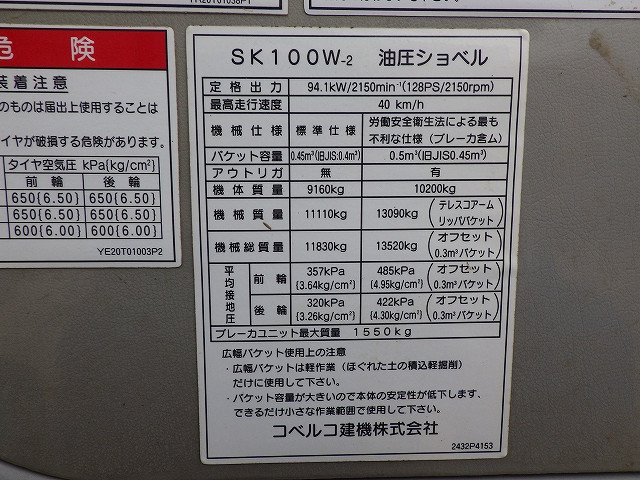 YR20T01038P1
危 険
装着注意
のものは届出上使用することは
イヤが破損する危険があります。
タイヤ空気圧 kPa{kg/cm²}
前 輪 後 輪
650{6.50} 650{6.50}
650{6.50} 650{6.50}
600{6.00} 600{6.00}
YE20T01003P2
SK100W-2 油圧ショベル
定格出力 94.1kW/2150min⁻¹(128PS/2150rpm)
最高走行速度 40 km/h
機械仕様 標準仕様 労働安全衛生法による最も
不利な仕様(ブレーカ含ム)
バケット容量 0.45m³(旧JIS:0.4m³) 0.5m³(旧JIS0.45m³)
アウトリガ 無 有
機体質量 9160kg 10200kg
機械質量 11110kg 13090kg (テレスコアーム
リッパバケット)
機械総質量 11830kg 13520kg (オフセット
0.3m³バケット)
平均接地圧 前輪 357kPa
{3.64kg/cm²} 485kPa
{4.95kg/cm²} (オフセット
0.3m³バケット)
後輪 320kPa
{3.26kg/cm²} 422kPa
{4.30kg/cm²} (オフセット
0.3m³バケット)
ブレーカユニット最大質量 1550kg
広幅バケット使用上の注意
・広幅バケットは軽作業(ほぐれた土の積込軽掘削)
だけに使用して下さい。
・バケット容量が大きいので本体の安定性が低下します、
できるだけ小さな作業範囲で使用して下さい。
コベルコ建機株式会社
2432P4153